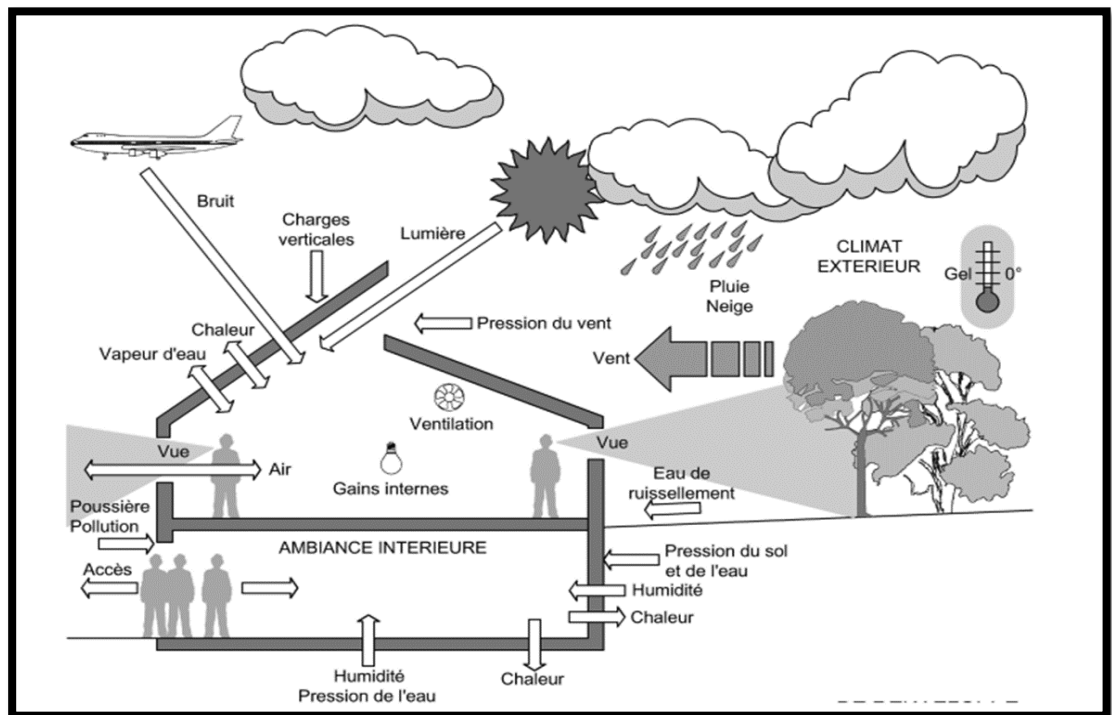 Bruit
Charges
verticales
Lumière
CLIMAT
EXTERIEUR
Gel
0°
Pluie
Neige
Pression du vent
Chaleur
Vapeur d'eau
Vent
Ventilation
Vue
Vue
Air
Gains internes
Eau de
ruissellement
Poussière
Pollution
AMBIANCE INTERIEURE
Pression du sol
et de l'eau
Accès
Humidité
Chaleur
Humidité
Pression de l'eau
Chaleur